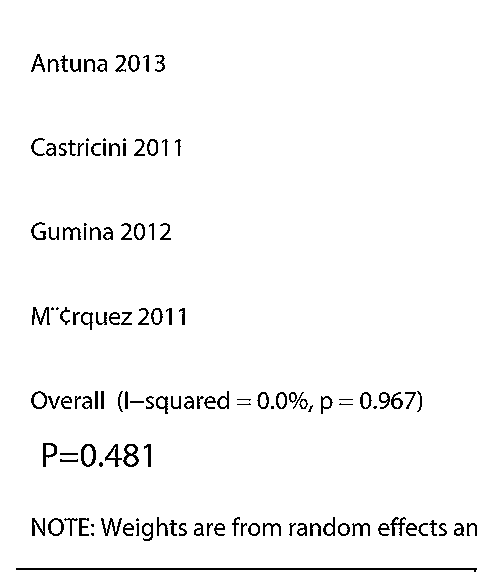 Antuna 2013
Castricini 2011
Gumina 2012
M¨¢rquez 2011
Overall (I−squared = 0.0%, p = 0.967)
P=0.481
NOTE: Weights are from random effects an